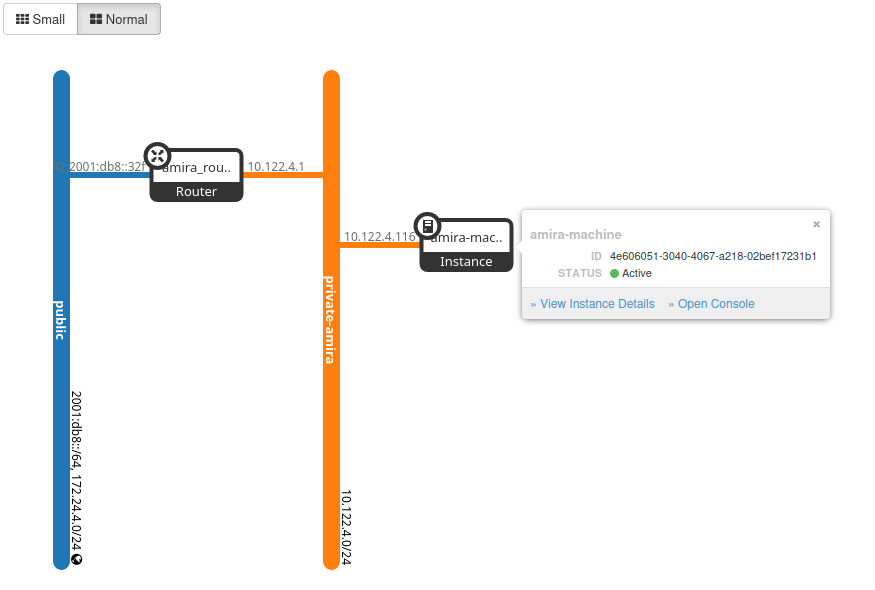 Small
Normal
2001:db8::32f
amira_rou..
Router
10.122.4.1
10.122.4.116
amira-mac..
Instance
×
amira-machine
ID 4e606051-3040-4067-a218-02bef17231b1
STATUS Active
» View Instance Details » Open Console
public
private-amira
2001:db8::/64, 172.24.4.0/24
10.122.4.0/24